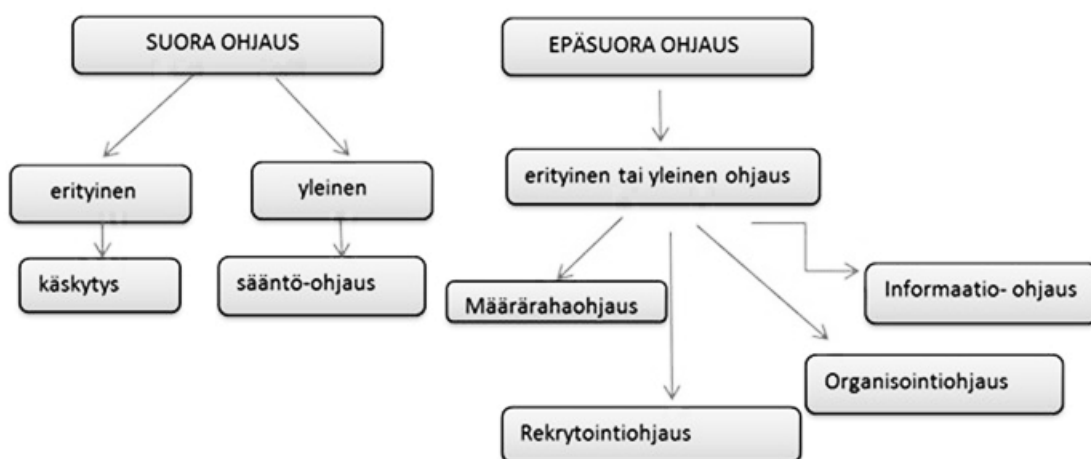 SUORA OHJAUS
EPÄSUORA OHJAUS
erityinen
yleinen
erityinen tai yleinen ohjaus
käskytys
sääntö-ohjaus
Määrärahaohjaus
Informaatio- ohjaus
Organisointiohjaus
Rekrytointiohjaus